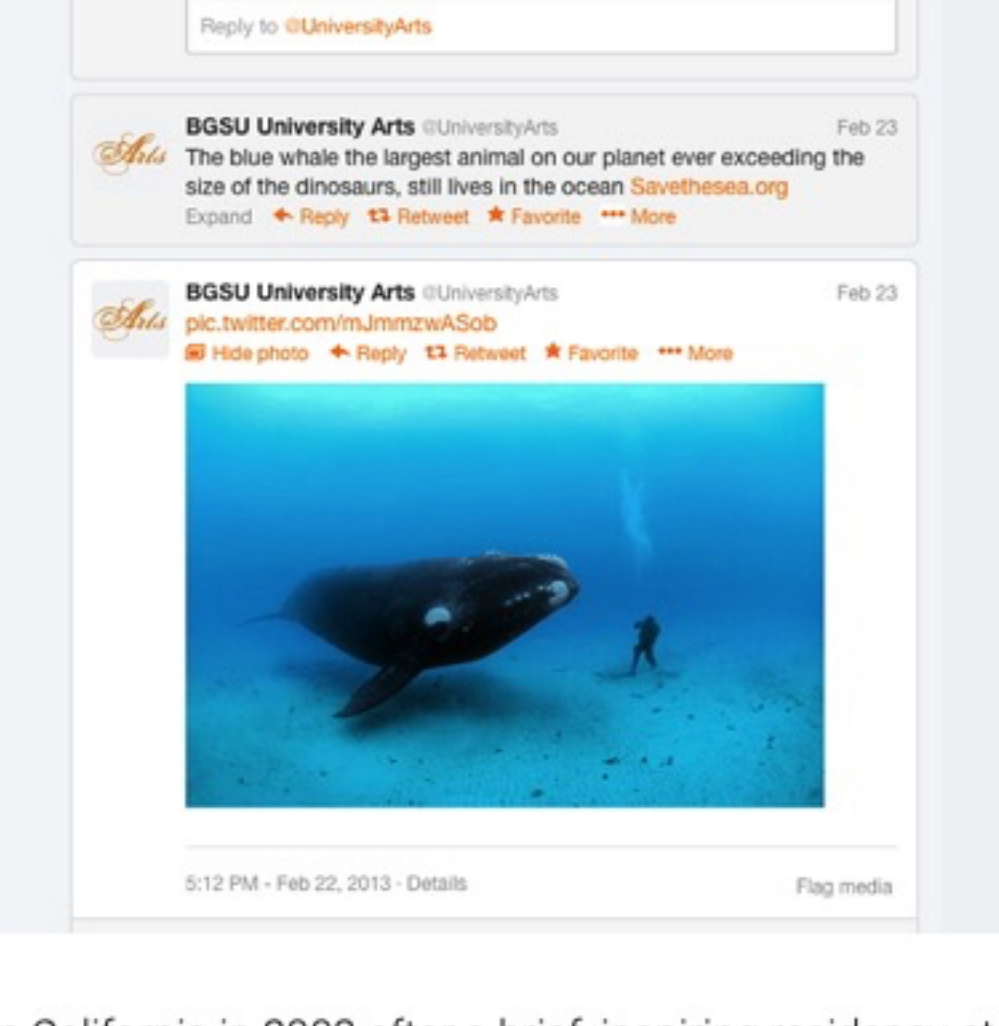 Reply to @UniversityArts
Arts
BGSU University Arts @UniversityArts Feb 23
The blue whale the largest animal on our planet ever exceeding the
size of the dinosaurs, still lives in the ocean Savethesea.org
Expand Reply Retweet Favorite More
Arts
BGSU University Arts @UniversityArts Feb 23
pic.twitter.com/mJmmzwASob
Hide photo Reply Retweet Favorite More
5:12 PM - Feb 22, 2013 · Details Flag media